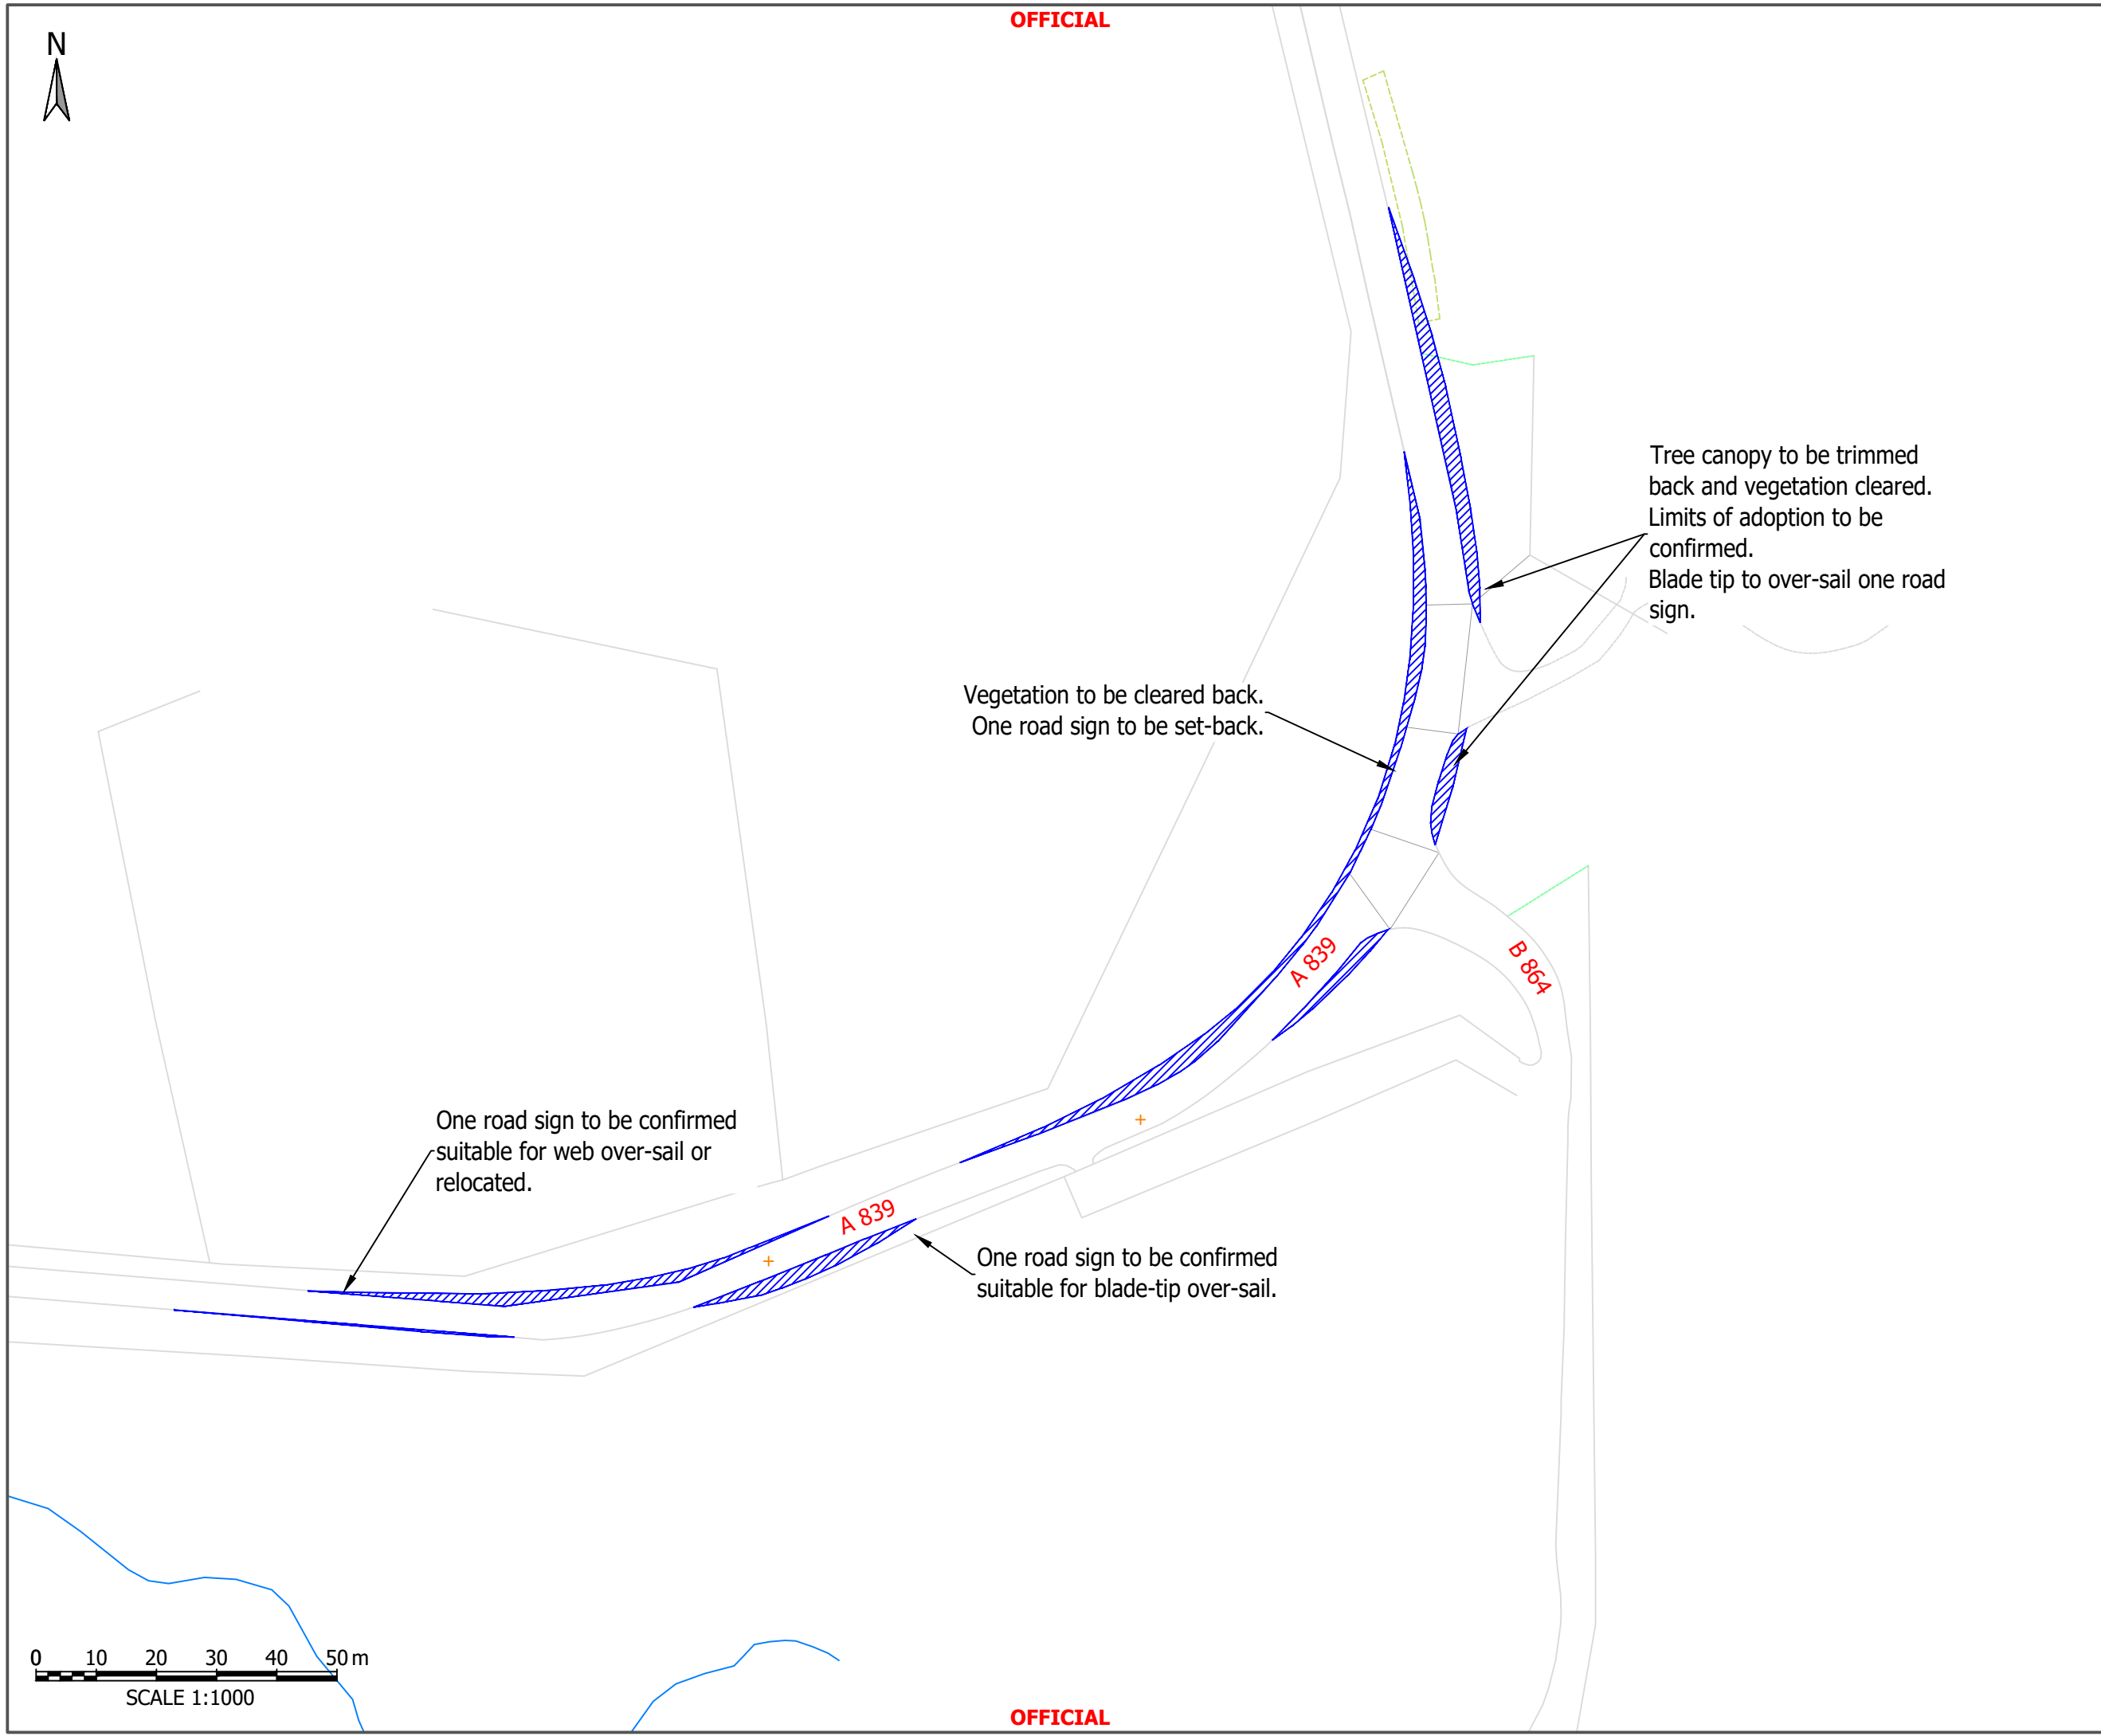 OFFICIAL
N
Tree canopy to be trimmed
back and vegetation cleared.
Limits of adoption to be
confirmed.
Blade tip to over-sail one road
sign.
Vegetation to be cleared back.
One road sign to be set-back.
A 839
B 864
One road sign to be confirmed
suitable for web over-sail or
relocated.
A 839
One road sign to be confirmed
suitable for blade-tip over-sail.
0 10 20 30 40 50 m
SCALE 1:1000
OFFICIAL